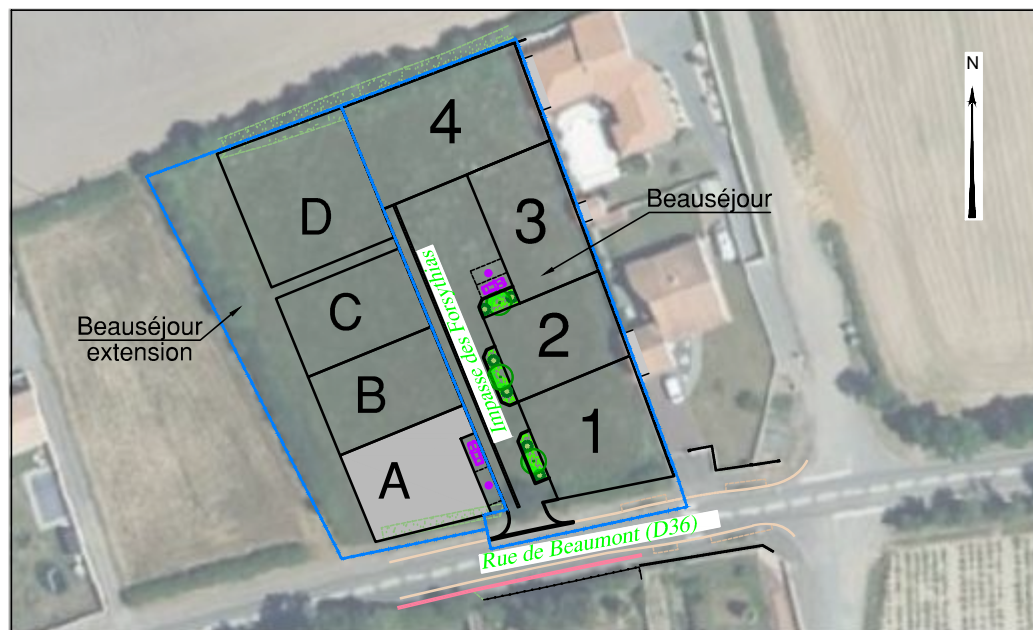 N
4
D
3
Beauséjour
C
Impasse des Forsythias
2
Beauséjour
extension
B
1
A
Rue de Beaumont (D36)